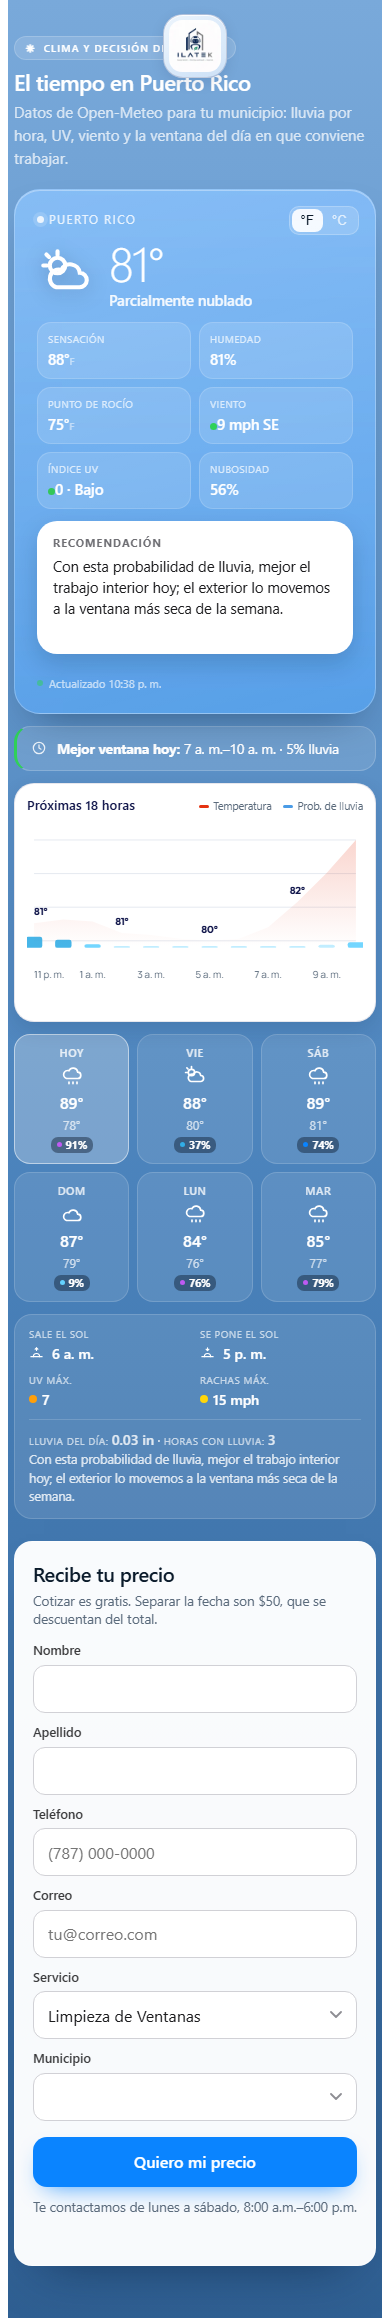 CLIMA Y DECISIÓN
ILATEK
El tiempo en Puerto Rico
Datos de Open-Meteo para tu municipio: lluvia por
hora, UV, viento y la ventana del día en que conviene
trabajar.
PUERTO RICO
°F °C
81°
Parcialmente nublado
SENSACIÓN
88°F
HUMEDAD
81%
PUNTO DE ROCÍO
75°F
VIENTO
9 mph SE
ÍNDICE UV
0 · Bajo
NUBOSIDAD
56%
RECOMENDACIÓN
Con esta probabilidad de lluvia, mejor el
trabajo interior hoy; el exterior lo movemos
a la ventana más seca de la semana.
Actualizado 10:38 p. m.
Mejor ventana hoy: 7 a. m.–10 a. m. · 5% lluvia
Próximas 18 horas
Temperatura Prob. de lluvia
81° 81° 80° 82°
11 p. m. 1 a. m. 3 a. m. 5 a. m. 7 a. m. 9 a. m.
HOY
89°
78°
91%
VIE
88°
80°
37%
SÁB
89°
81°
74%
DOM
87°
79°
9%
LUN
84°
76°
76%
MAR
85°
77°
79%
SALE EL SOL
6 a. m.
SE PONE EL SOL
5 p. m.
UV MÁX.
7
RACHAS MÁX.
15 mph
LLUVIA DEL DÍA: 0.03 in · HORAS CON LLUVIA: 3
Con esta probabilidad de lluvia, mejor el trabajo interior
hoy; el exterior lo movemos a la ventana más seca de la
semana.
Recibe tu precio
Cotizar es gratis. Separar la fecha son $50, que se
descuentan del total.
Nombre
Apellido
Teléfono
(787) 000-0000
Correo
tu@correo.com
Servicio
Limpieza de Ventanas
Municipio
Quiero mi precio
Te contactamos de lunes a sábado, 8:00 a.m.–6:00 p.m.